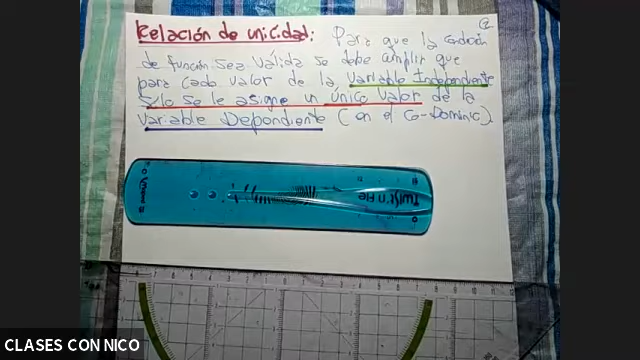 Relación de unicidad: Para que la condición
de función sea válida se debe cumplir que
para cada valor de la variable Independiente
sólo se le asigne un único valor de la
variable Dependiente (en el Co-Dominio).
Twist'n File
CLASES CON NICO